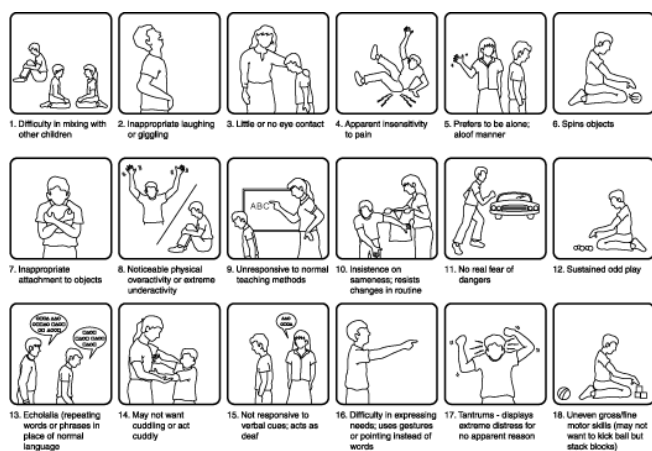 1. Difficulty in mixing with
other children
2. Inappropriate laughing
or giggling
3. Little or no eye contact
4. Apparent insensitivity
to pain
5. Prefers to be alone;
aloof manner
6. Spins objects
7. Inappropriate
attachment to objects
8. Noticeable physical
overactivity or extreme
underactivity
ABC
9. Unresponsive to normal
teaching methods
10. Insistence on
sameness; resists
changes in routine
11. No real fear of
dangers
12. Sustained odd play
13. Echolalia (repeating
words or phrases in
place of normal
language
14. May not want
cuddling or act
cuddly
15. Not responsive to
verbal cues; acts as
deaf
16. Difficulty in expressing
needs; uses gestures
or pointing instead of
words
17. Tantrums - displays
extreme distress for
no apparent reason
18. Uneven gross/fine
motor skills (may not
want to kick ball but
stack blocks)